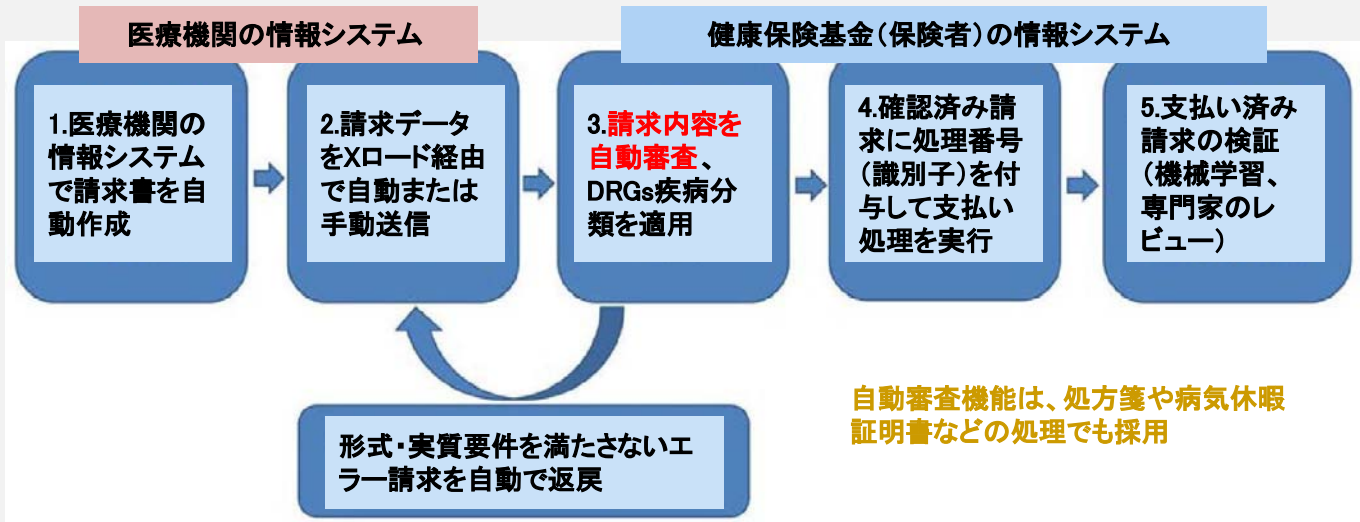 医療機関の情報システム
健康保険基金(保険者)の情報システム
1.医療機関の
情報システム
で請求書を自
動作成
2.請求データ
をXロード経由
で自動または
手動送信
3.請求内容を
自動審査、
DRGs疾病分
類を適用
4.確認済み請
求に処理番号
(識別子)を付
与して支払い
処理を実行
5.支払い済み
請求の検証
(機械学習、
専門家のレ
ビュー)
形式・実質要件を満たさないエ
ラー請求を自動で返戻
自動審査機能は、処方箋や病気休暇
証明書などの処理でも採用